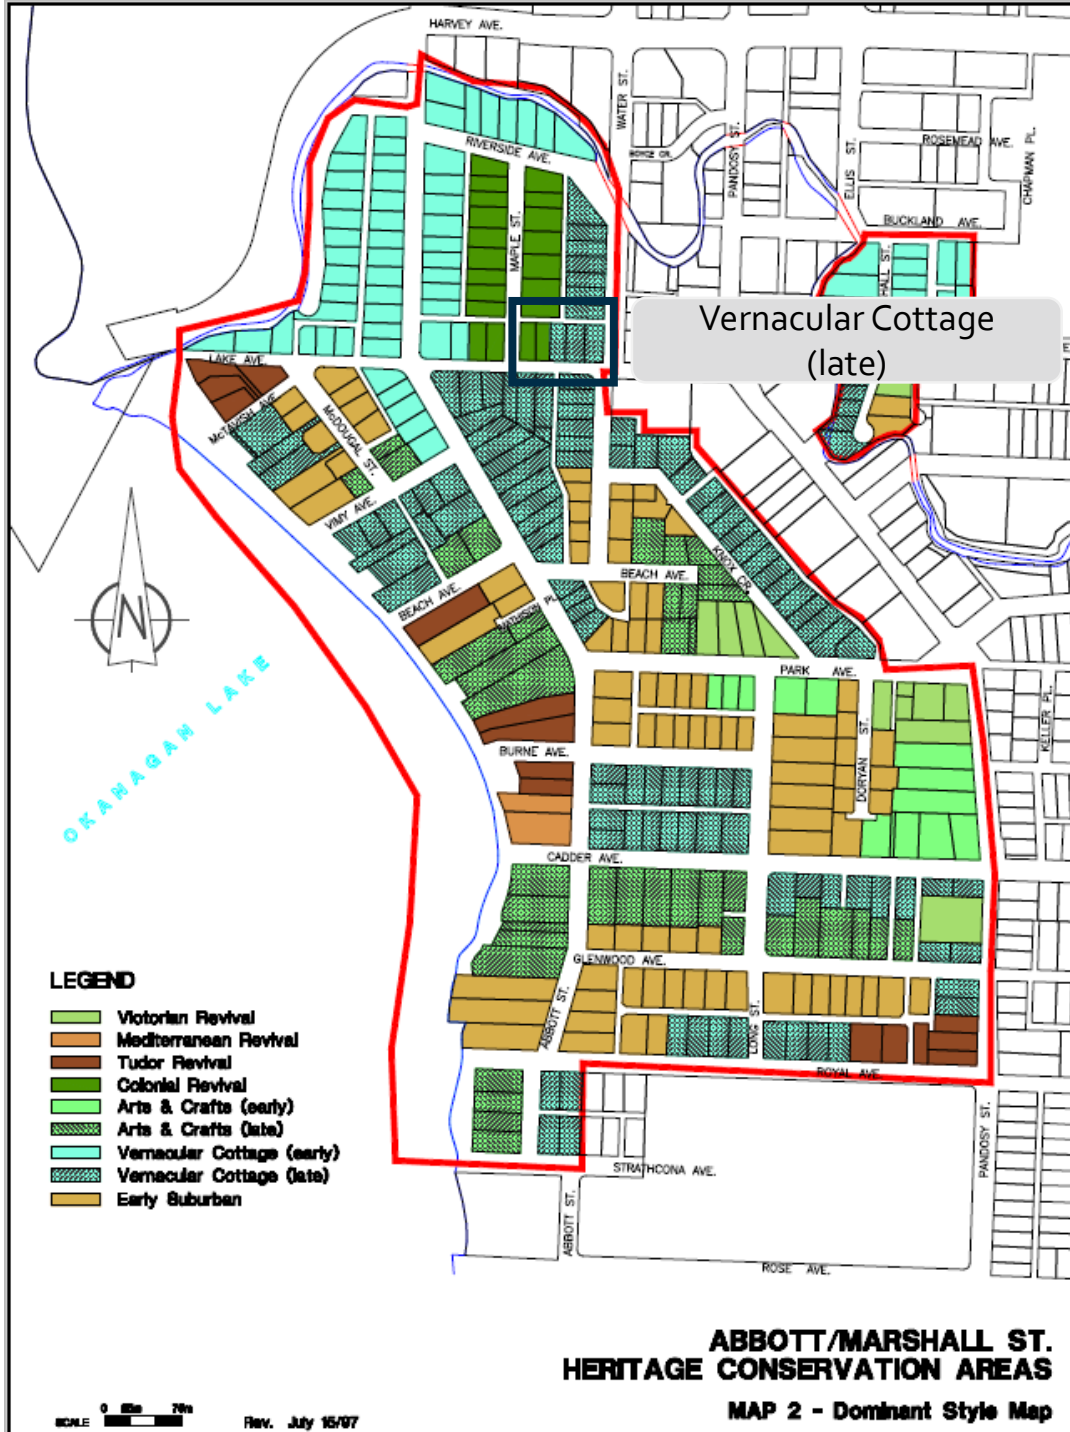 HARVEY AVE.
WATER ST.
PANDOSY ST.
ELLIS ST.
ROSEMEAD AVE.
CHAPMAN PL.
RIVERSIDE AVE.
BUCKLAND AVE.
MAPLE ST.
HALL ST.
Vernacular Cottage
(late)
LAKE AVE.
McTAVISH AVE.
McDOUGAL ST.
VIMY AVE.
KNOX CR.
BEACH AVE.
BEACH AVE.
N
PARK AVE.
KELLER PL.
OKANAGAN LAKE
BURNE AVE.
DORYAN ST.
CADDER AVE.
GLENWOOD AVE.
ABBOTT ST.
LONG ST.
ROYAL AVE.
PANDOSY ST.
STRATHCONA AVE.
ABBOTT ST.
ROSE AVE.
LEGEND
Victorian Revival
Mediterranean Revival
Tudor Revival
Colonial Revival
Arts & Crafts (early)
Arts & Crafts (late)
Vernacular Cottage (early)
Vernacular Cottage (late)
Early Suburban
ABBOTT/MARSHALL ST.
HERITAGE CONSERVATION AREAS
MAP 2 - Dominant Style Map
SCALE
Rev. July 15/97